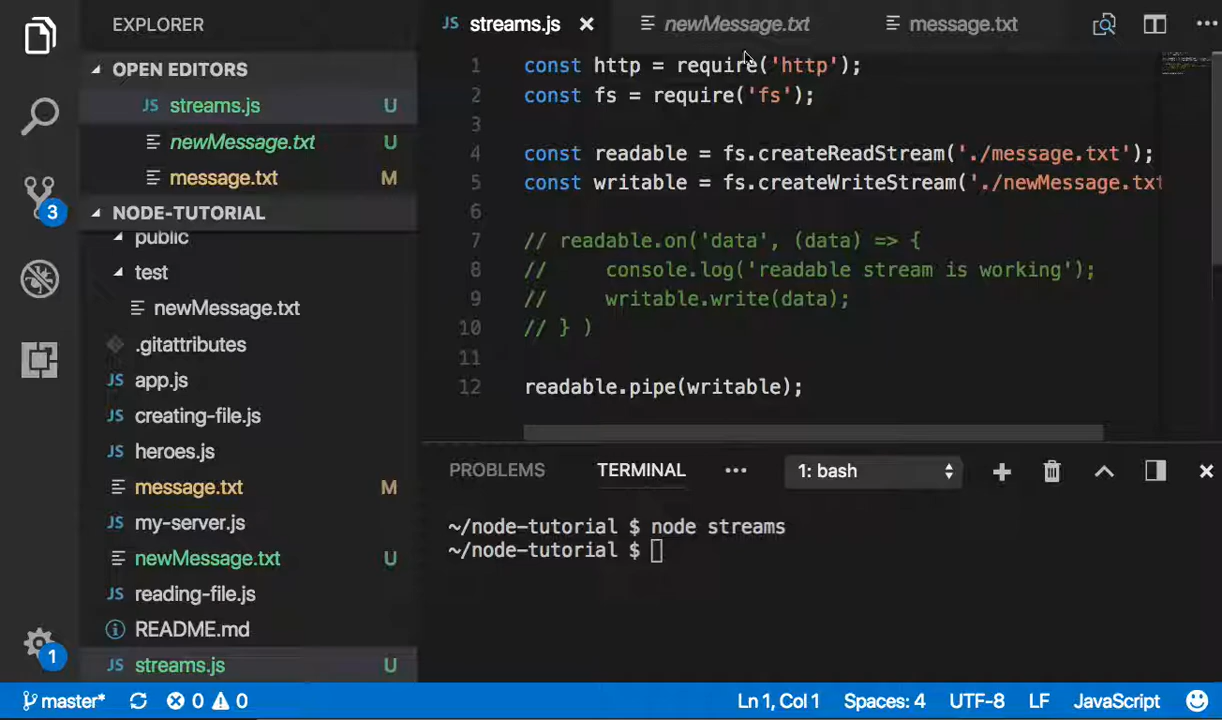 EXPLORER
OPEN EDITORS
JS streams.js U
newMessage.txt U
message.txt M
NODE-TUTORIAL
public
test
newMessage.txt
.gitattributes
JS app.js
JS creating-file.js
JS heroes.js
message.txt M
JS my-server.js
newMessage.txt U
JS reading-file.js
README.md
JS streams.js U
3
1
JS streams.js
newMessage.txt
message.txt
1 const http = require('http');
2 const fs = require('fs');
3
4 const readable = fs.createReadStream('./message.txt');
5 const writable = fs.createWriteStream('./newMessage.txt
6
7 // readable.on('data', (data) => {
8 //     console.log('readable stream is working');
9 //     writable.write(data);
10 // } )
11
12 readable.pipe(writable);
PROBLEMS TERMINAL 1: bash
~/node-tutorial $ node streams
~/node-tutorial $
master* 0 0 Ln 1, Col 1 Spaces: 4 UTF-8 LF JavaScript